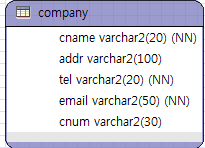 company
cname varchar2(20) (NN)
addr varchar2(100)
tel varchar2(20) (NN)
email varchar2(50) (NN)
cnum varchar2(30)